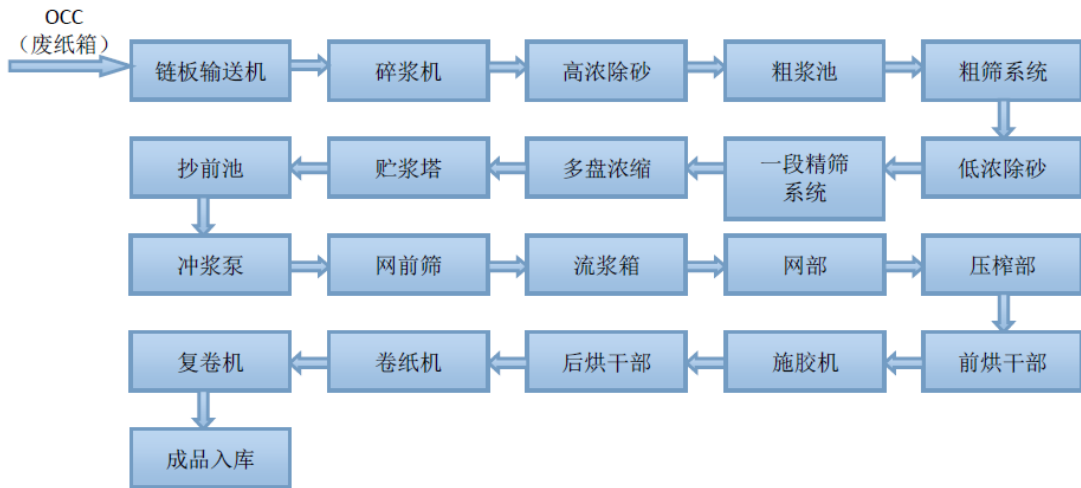 OCC
（废纸箱）
链板输送机
碎浆机
高浓除砂
粗浆池
粗筛系统
低浓除砂
一段精筛
系统
多盘浓缩
贮浆塔
抄前池
冲浆泵
网前筛
流浆箱
网部
压榨部
前烘干部
施胶机
后烘干部
卷纸机
复卷机
成品入库